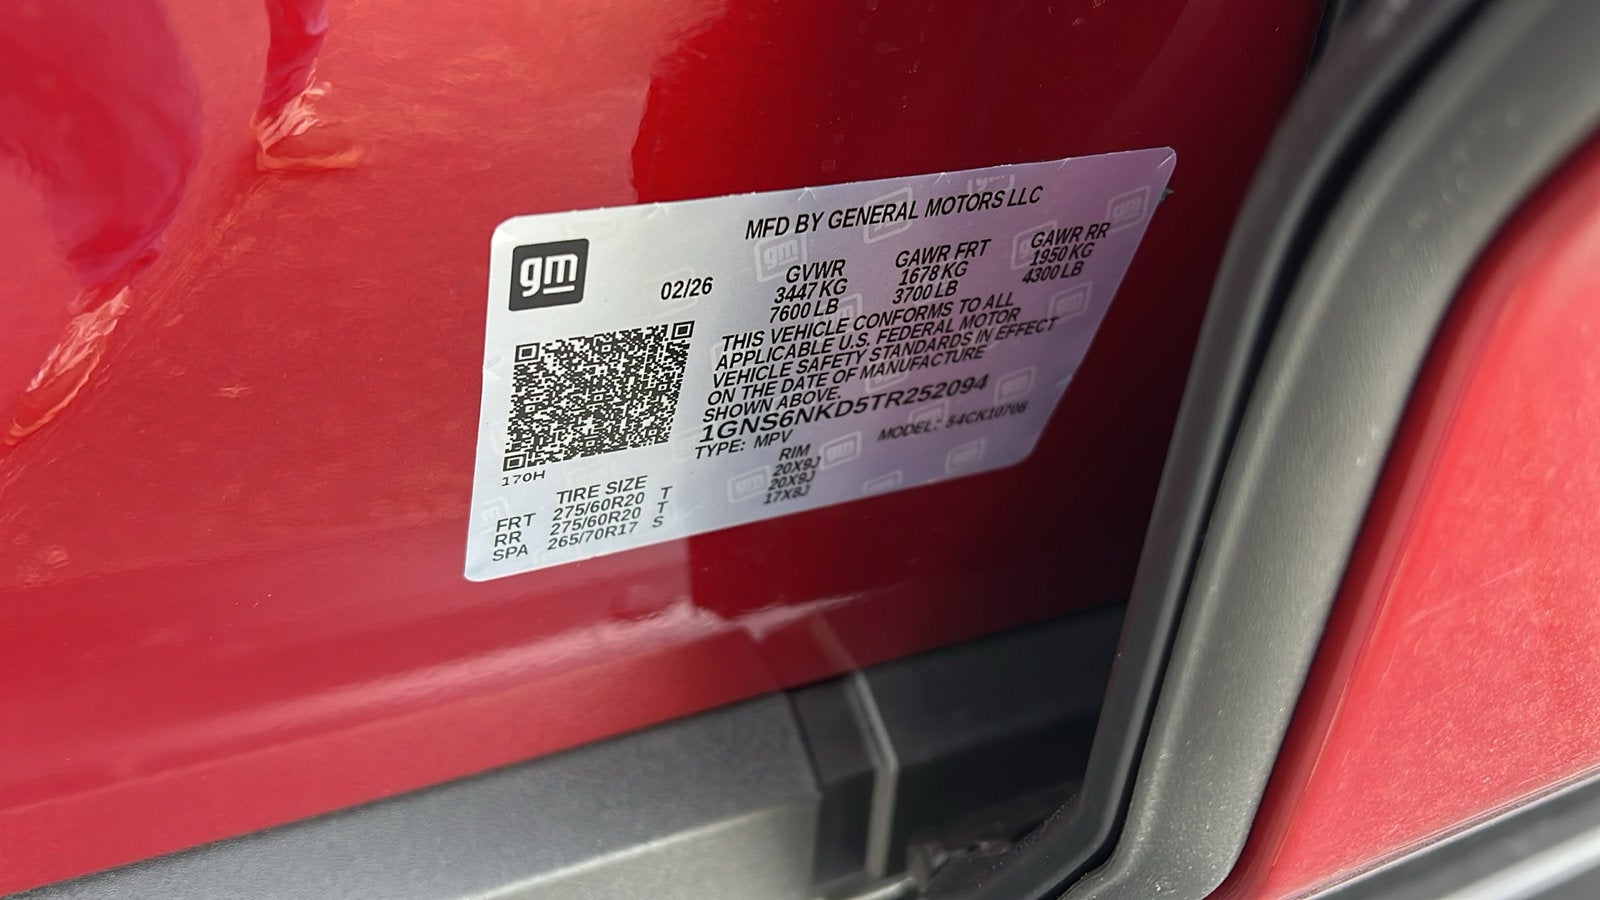 MFD BY GENERAL MOTORS LLC
gm
02/26
GVWR GAWR FRT GAWR RR
3447 KG 1678 KG 1950 KG
7600 LB 3700 LB 4300 LB
THIS VEHICLE CONFORMS TO ALL
APPLICABLE U.S. FEDERAL MOTOR
VEHICLE SAFETY STANDARDS IN EFFECT
ON THE DATE OF MANUFACTURE
SHOWN ABOVE.
1GNS6NKD5TR252094
TYPE: MPV MODEL: 54CK10706
170H
TIRE SIZE RIM
FRT 275/60R20 T 20X9J
RR 275/60R20 T 20X9J
SPA 265/70R17 S 17X8J